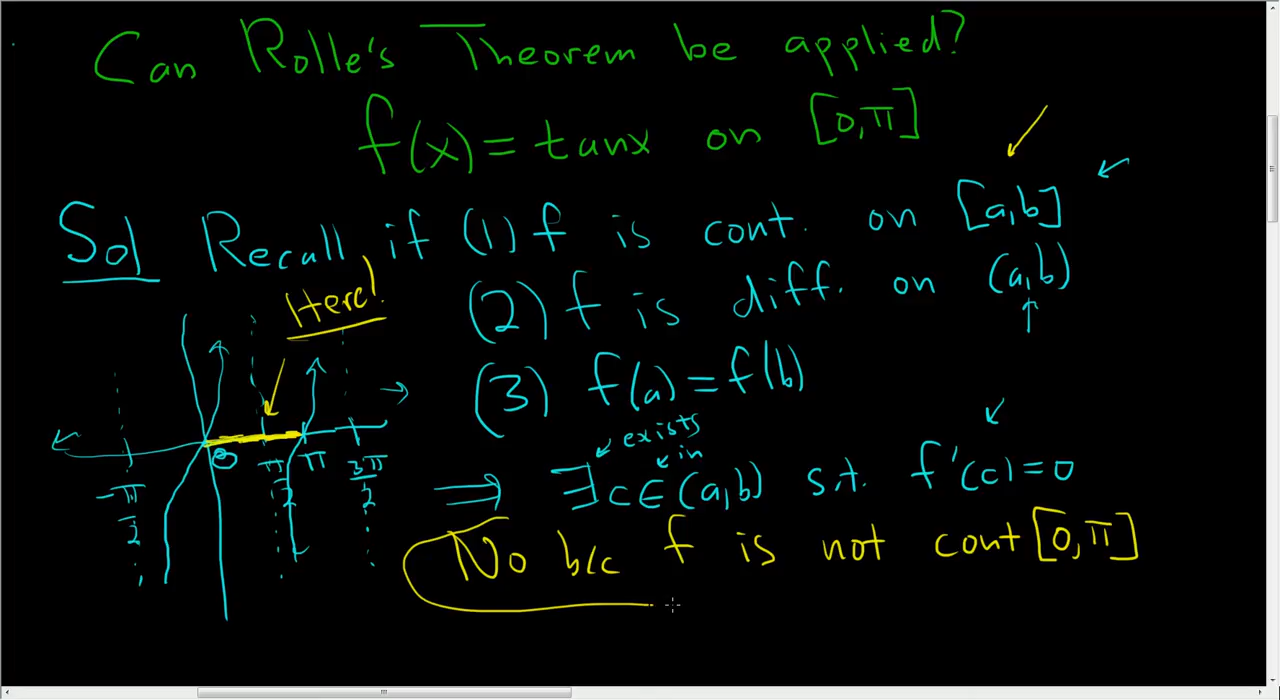 Can Rolle's Theorem be applied?
f(x) = tanx on [0,π]
Sol Recall, if (1) f is cont. on [a,b]
(2) f is diff. on (a,b)
(3) f(a) = f(b)
exists
in
⟹ ∃c∈(a,b) s.t. f'(c)=0
No b/c f is not cont [0,π]
Here!
-π/2 0 π/2 π 3π/2